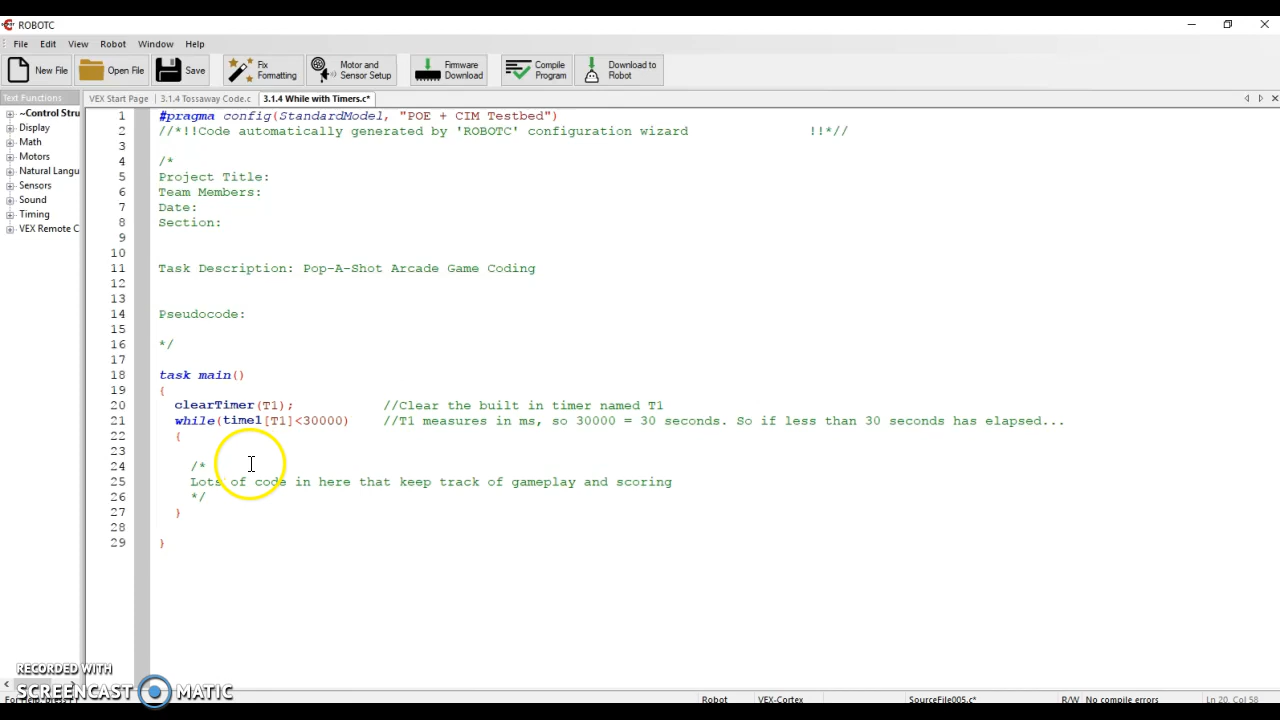 ROBOTC
File Edit View Robot Window Help
New File Open File Save Fix Formatting Motor and Sensor Setup Firmware Download Compile Program Download to Robot
Text Functions VEX Start Page 3.1.4 Tossaway Code.c 3.1.4 While with Timers.c*
~Control Stru
Display
Math
Motors
Natural Langu
Sensors
Sound
Timing
VEX Remote C
1 #pragma config(StandardModel, "POE + CIM Testbed")
2 //*!!Code automatically generated by 'ROBOTC' configuration wizard !!*//
3
4 /*
5 Project Title:
6 Team Members:
7 Date:
8 Section:
9
10
11 Task Description: Pop-A-Shot Arcade Game Coding
12
13
14 Pseudocode:
15
16 */
17
18 task main()
19 {
20 clearTimer(T1); //Clear the built in timer named T1
21 while(time1[T1]<30000) //T1 measures in ms, so 30000 = 30 seconds. So if less than 30 seconds has elapsed...
22 {
23
24 /*
25 Lots of code in here that keep track of gameplay and scoring
26 */
27 }
28
29 }
RECORDED WITH
SCREENCAST MATIC
Robot VEX-Cortex SourceFile005.c* R/W No compile errors Ln 20, Col 58